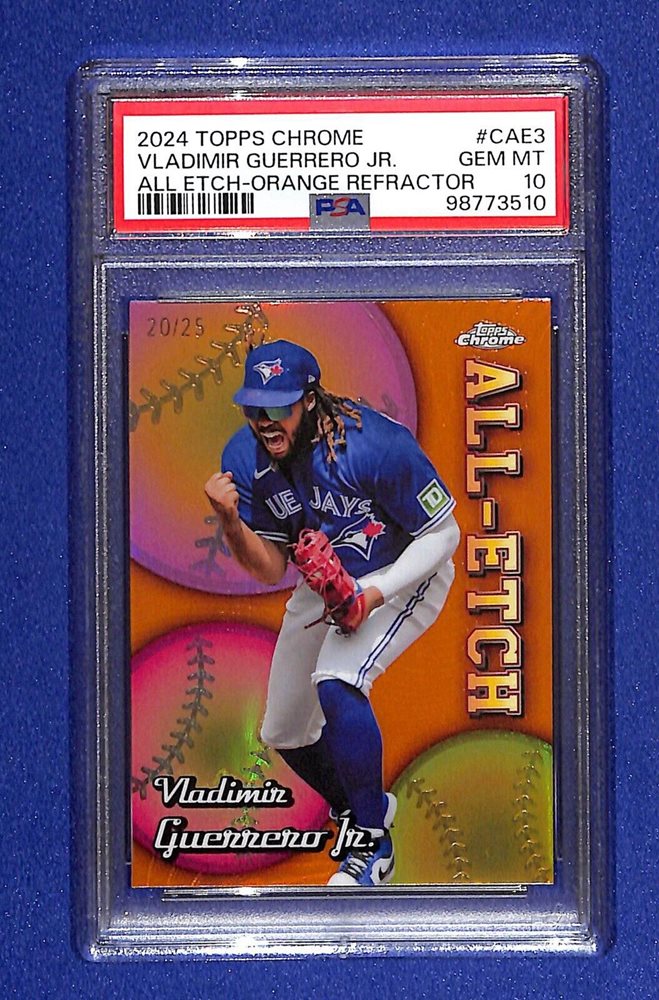 2024 TOPPS CHROME #CAE3
VLADIMIR GUERRERO JR. GEM MT
ALL ETCH-ORANGE REFRACTOR 10
PSA 98773510
20/25
Topps
Chrome
ALL-ETCH
UE JAYS
TD
Vladimir
Guerrero Jr.